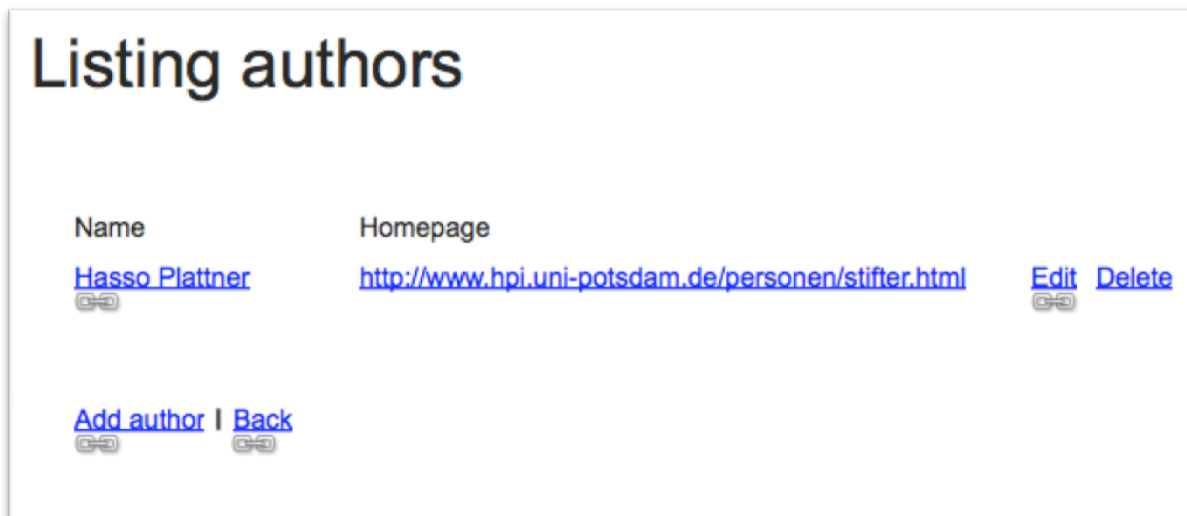 Listing authors
Name Homepage
Hasso Plattner http://www.hpi.uni-potsdam.de/personen/stifter.html Edit Delete
Add author | Back